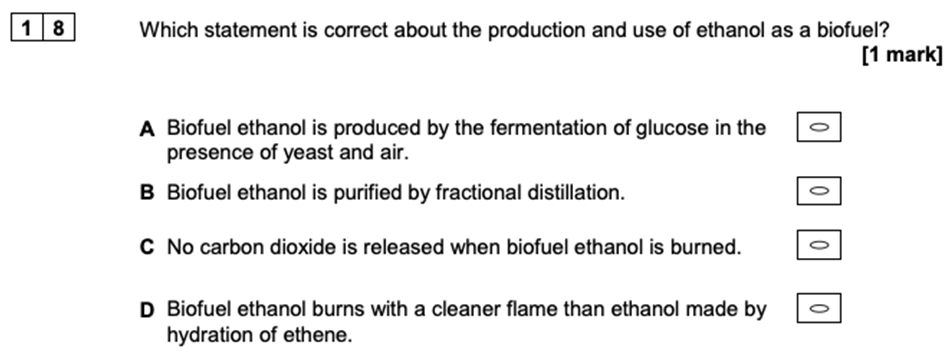 1 8 Which statement is correct about the production and use of ethanol as a biofuel?
[1 mark]
A Biofuel ethanol is produced by the fermentation of glucose in the
presence of yeast and air.
B Biofuel ethanol is purified by fractional distillation.
C No carbon dioxide is released when biofuel ethanol is burned.
D Biofuel ethanol burns with a cleaner flame than ethanol made by
hydration of ethene.